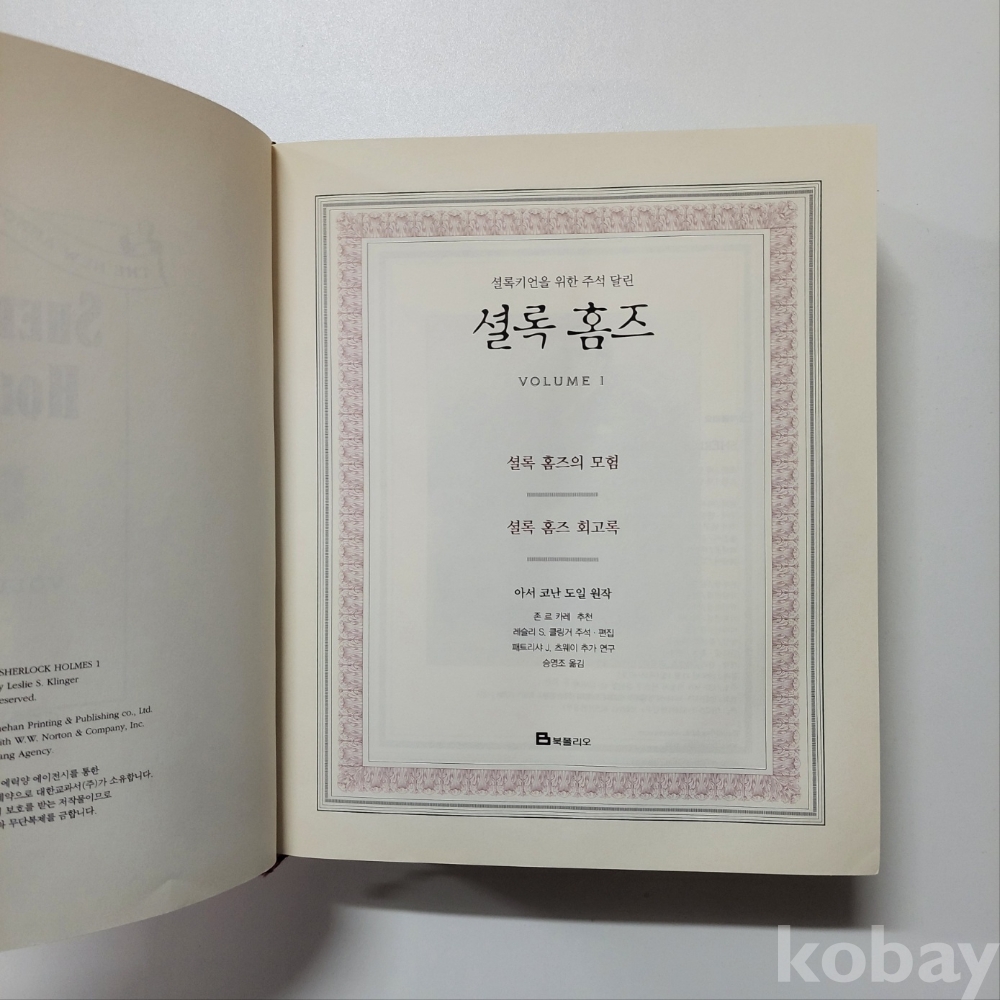 SHERLOCK HOLMES 1
y Leslie S. Klinger
eserved.
ehan Printing & Publishing co., Ltd.
ith W.W. Norton & Company, Inc.
ang Agency.
에릭양 에이전시를 통한
계약으로 대한교과서(주)가 소유합니다.
보호를 받는 저작물이므로
무단복제를 금합니다.
셜록키언을 위한 주석 달린
셜록 홈즈
VOLUME I
셜록 홈즈의 모험
셜록 홈즈 회고록
아서 코난 도일 원작
존 르 카레 추천
레슬리 S. 클링거 주석·편집
패트리샤 J. 츠웨이 추가 연구
승영조 옮김
북폴리오
kobay